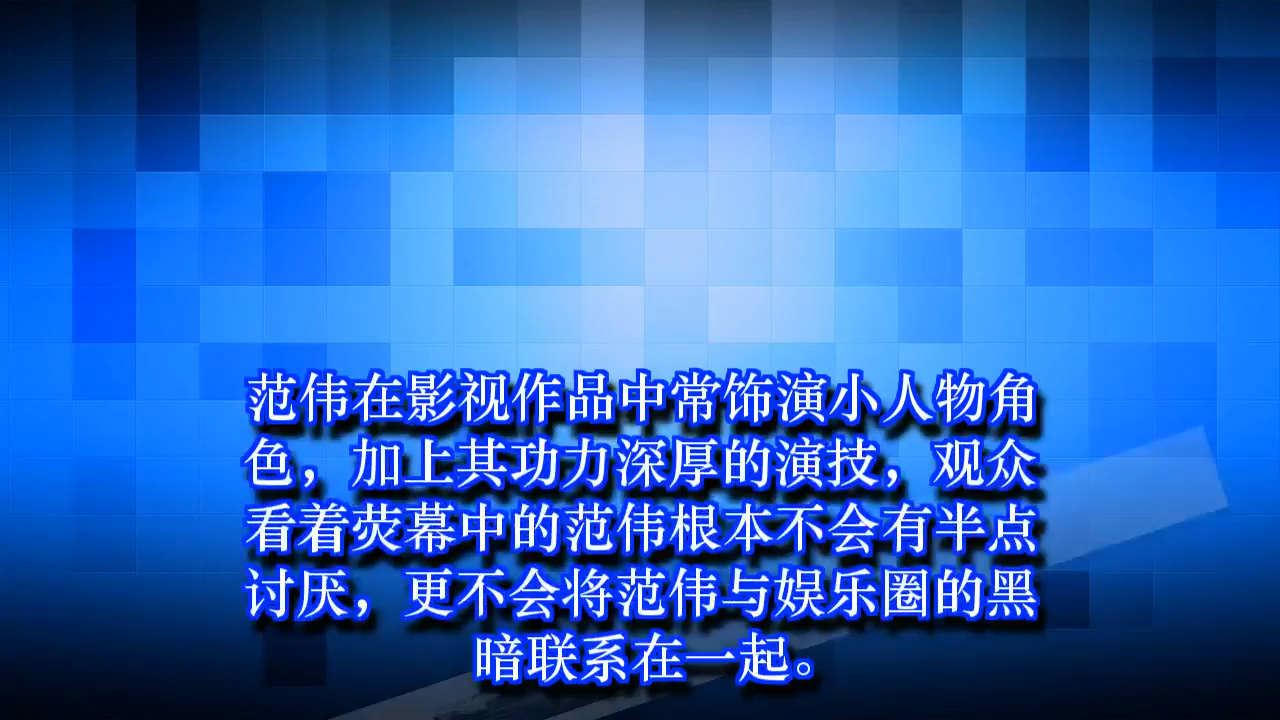 范伟在影视作品中常饰演小人物角
色，加上其功力深厚的演技，观众
看着荧幕中的范伟根本不会有半点
讨厌，更不会将范伟与娱乐圈的黑
暗联系在一起。